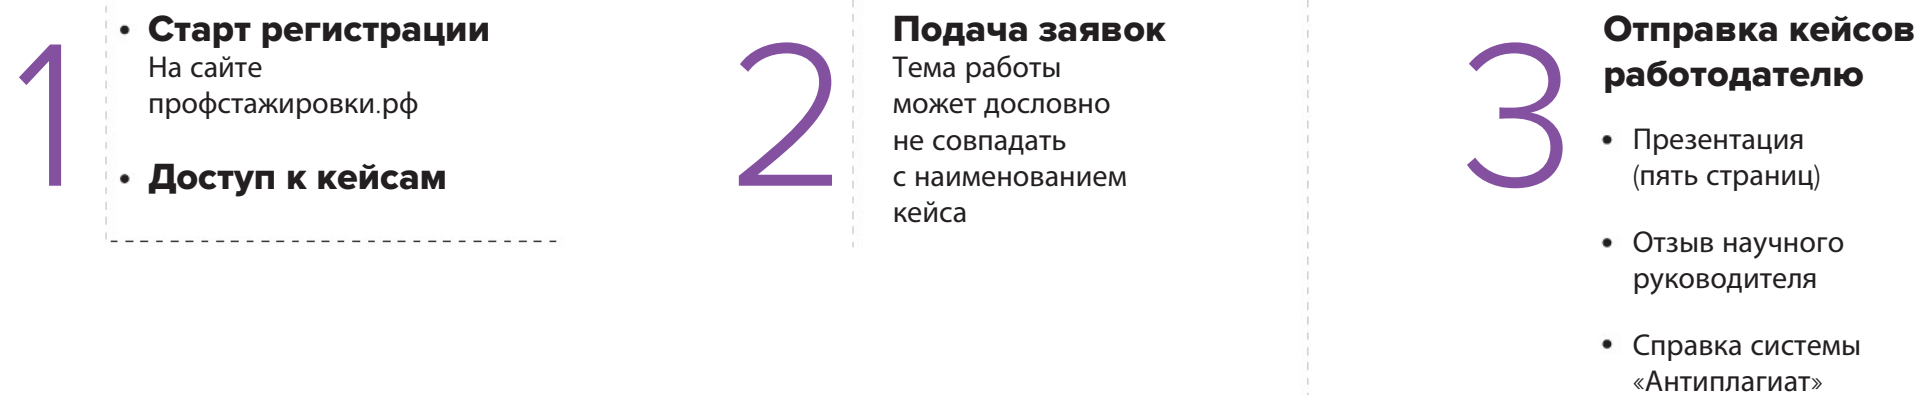 1
• Старт регистрации
На сайте
профстажировки.рф
• Доступ к кейсам
2
Подача заявок
Тема работы
может дословно
не совпадать
с наименованием
кейса
3
Отправка кейсов
работодателю
• Презентация
(пять страниц)
• Отзыв научного
руководителя
• Справка системы
«Антиплагиат»